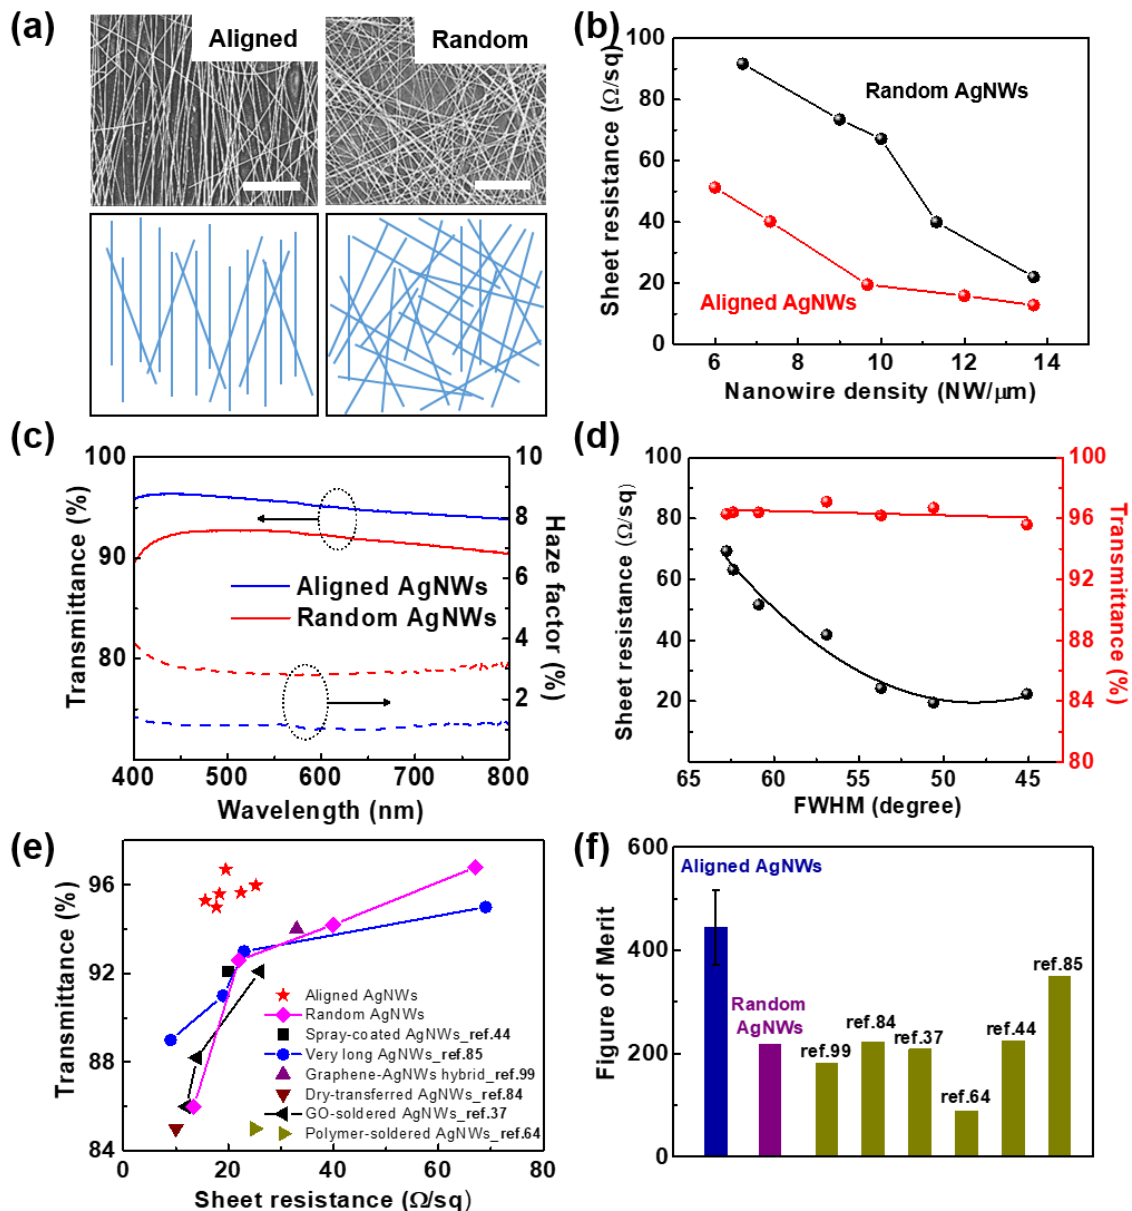 (a)
Aligned
Random
(b)
Sheet resistance (Ω/sq)
100
80
60
40
20
0
Random AgNWs
Aligned AgNWs
6
8
10
12
14
Nanowire density (NW/μm)
(c)
Transmittance (%)
100
90
80
10
8
6
4
2
Haze factor (%)
Aligned AgNWs
Random AgNWs
400
500
600
700
800
Wavelength (nm)
(d)
Sheet resistance (Ω/sq)
100
80
60
40
20
100
96
92
88
84
80
Transmittance (%)
65
60
55
50
45
FWHM (degree)
(e)
Transmittance (%)
96
92
88
84
Aligned AgNWs
Random AgNWs
Spray-coated AgNWs_ref.44
Very long AgNWs_ref.85
Graphene-AgNWs hybrid_ref.99
Dry-transferred AgNWs_ref.84
GO-soldered AgNWs_ref.37
Polymer-soldered AgNWs_ref.64
0
20
40
60
80
Sheet resistance (Ω/sq)
(f)
Figure of Merit
600
400
200
0
Aligned AgNWs
Random
AgNWs
ref.99
ref.84
ref.37
ref.64
ref.44
ref.85